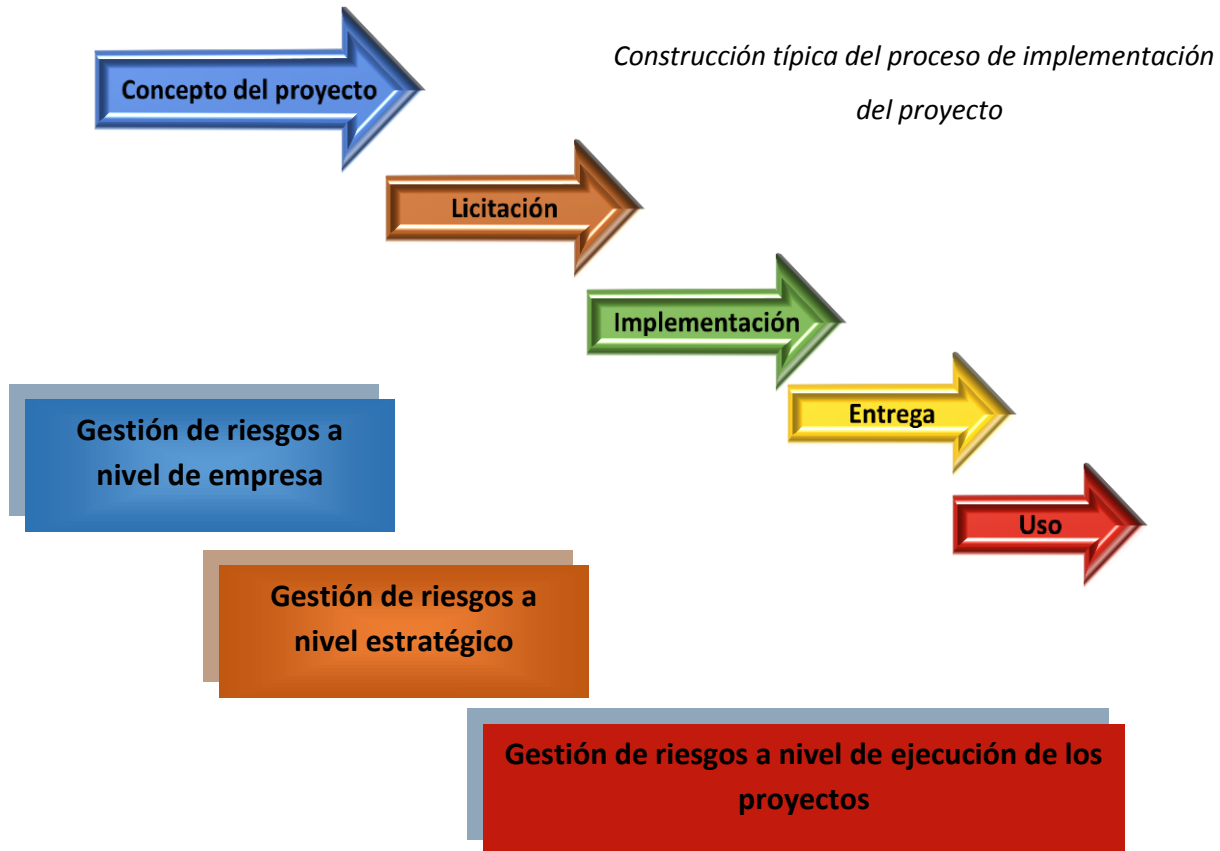 Construcción típica del proceso de implementación
del proyecto
Concepto del proyecto
Licitación
Implementación
Entrega
Uso
Gestión de riesgos a
nivel de empresa
Gestión de riesgos a
nivel estratégico
Gestión de riesgos a nivel de ejecución de los
proyectos